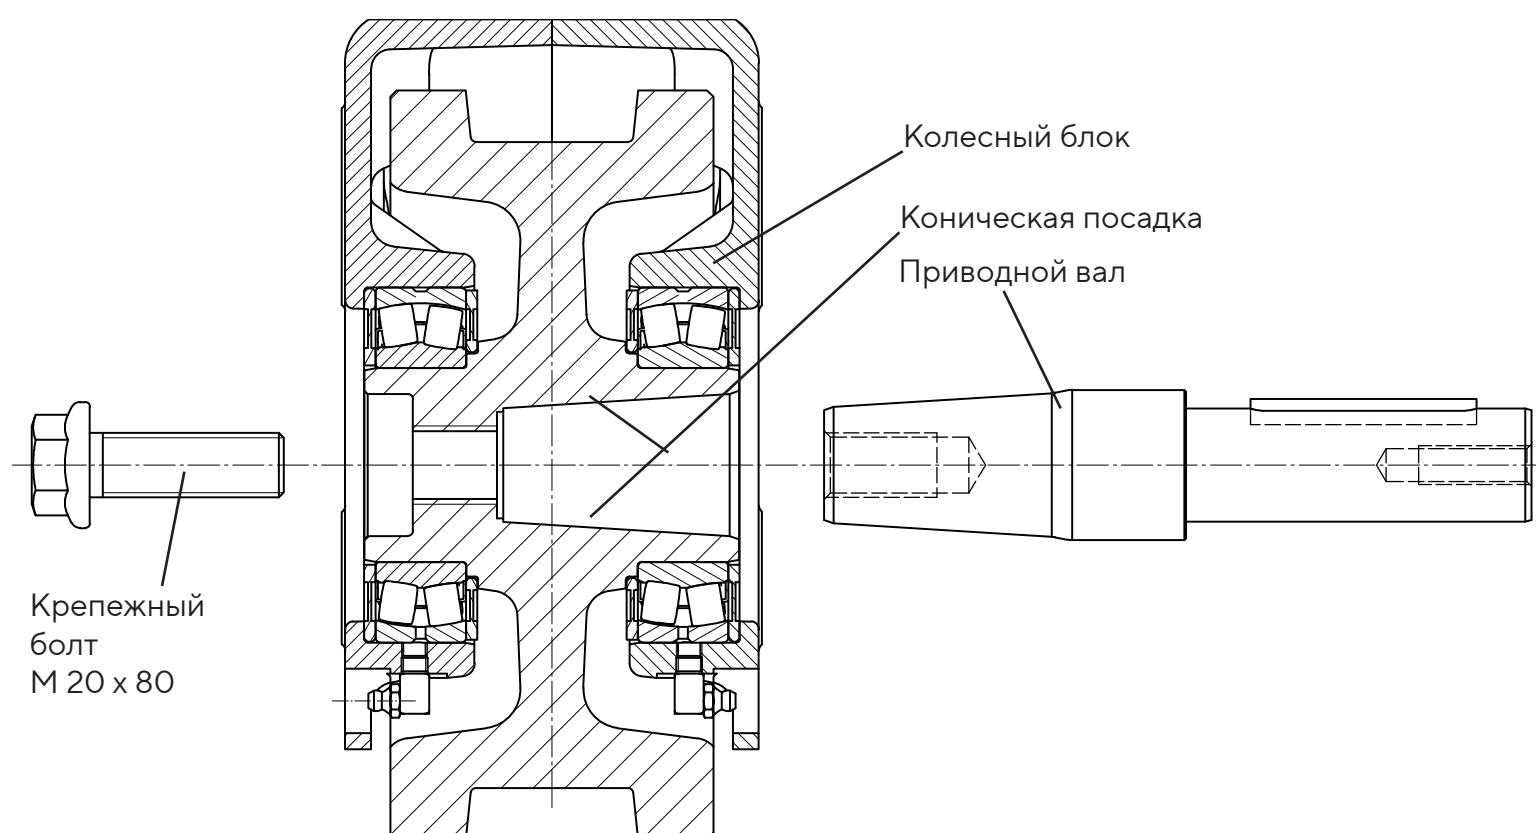 Колесный блок
Коническая посадка
Приводной вал
Крепежный
болт
М 20 х 80